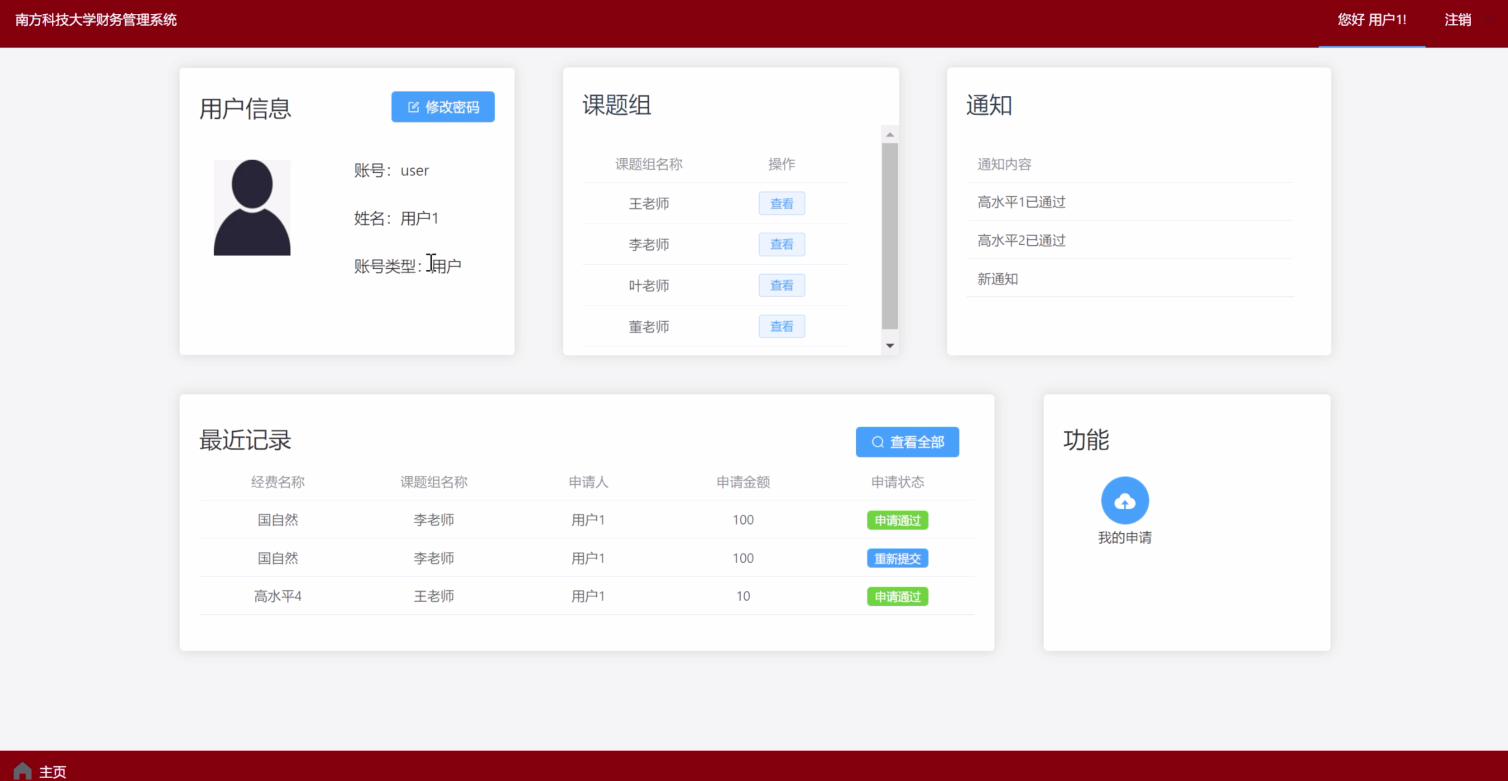 南方科技大学财务管理系统
您好 用户1! 注销
用户信息
修改密码
账号：user
姓名：用户1
账号类型：用户
课题组
课题组名称 操作
王老师 查看
李老师 查看
叶老师 查看
董老师 查看
通知
通知内容
高水平1已通过
高水平2已通过
新通知
最近记录
查看全部
经费名称 课题组名称 申请人 申请金额 申请状态
国自然 李老师 用户1 100 申请通过
国自然 李老师 用户1 100 重新提交
高水平4 王老师 用户1 10 申请通过
功能
我的申请
主页